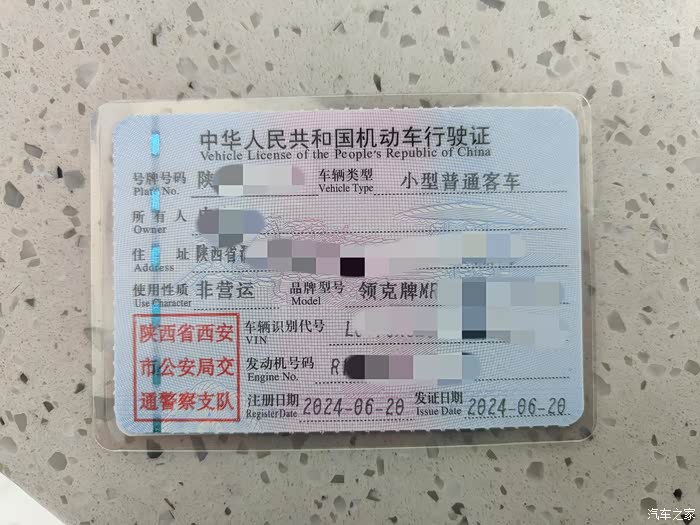 中华人民共和国机动车行驶证
Vehicle License of the People's Republic of China
号牌号码 陕 车辆类型 小型普通客车
Plate No. Vehicle Type
所有人
Owner
住址 陕西省
Address
使用性质 非营运 品牌型号 领克牌MR
Use Character Model
陕西省西安
市公安局交
通警察支队
车辆识别代号 L
VIN
发动机号码 R
Engine No.
注册日期 2024-06-20 发证日期 2024-06-20
Register Date Issue Date
汽车之家